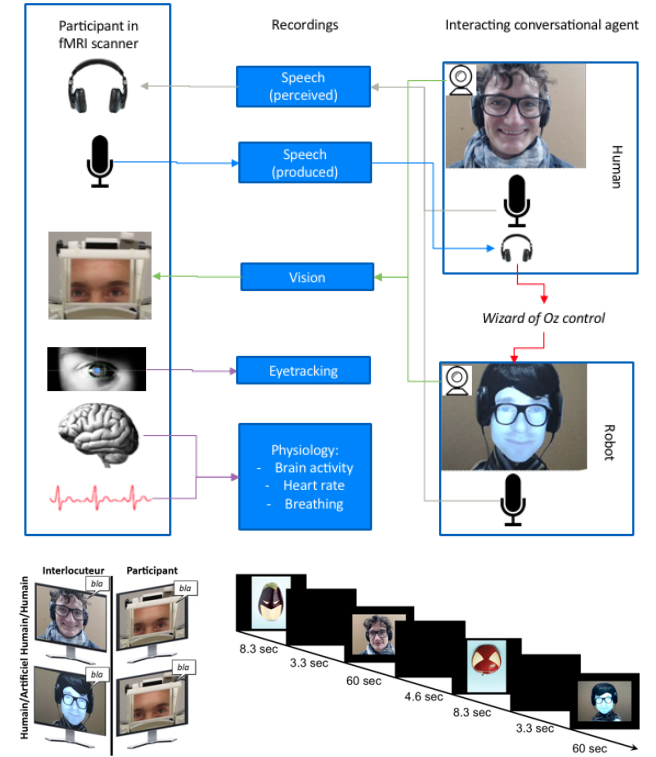 Participant in
fMRI scanner
Recordings
Interacting conversational agent
Speech
(perceived)
Human
Speech
(produced)
Vision
Wizard of Oz control
Eyetracking
Robot
Physiology:
- Brain activity
- Heart rate
- Breathing
Interlocuteur
Participant
bla
bla
bla
bla
Humain/Artificiel Humain/Humain
8.3 sec
3.3 sec
60 sec
4.6 sec
8.3 sec
3.3 sec
60 sec